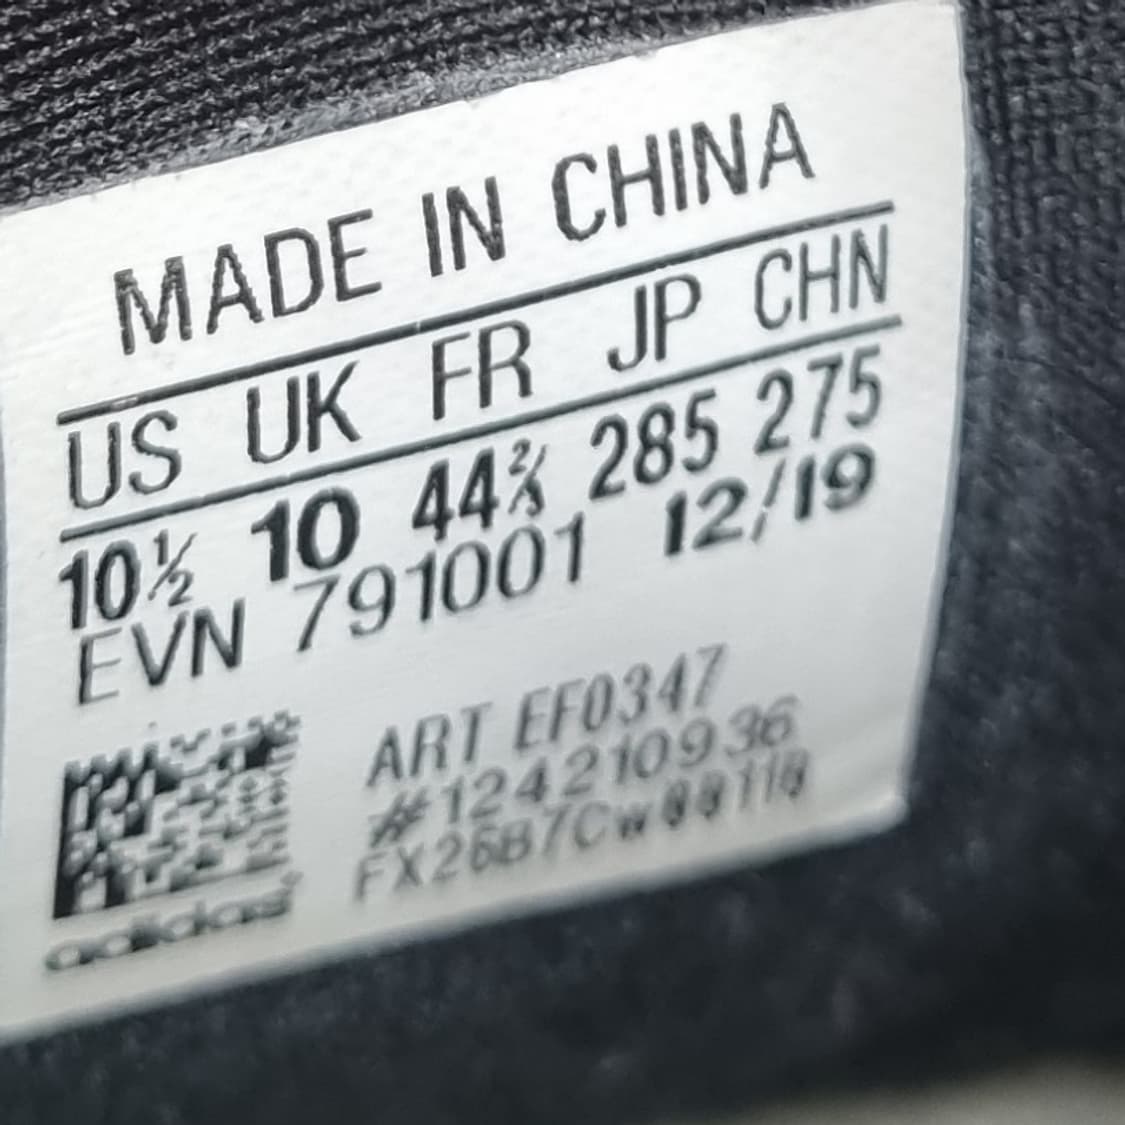 MADE IN CHINA
US UK FR JP CHN
10½ 10 44⅔ 285 275
EVN 791001 12/19
ART EF0347
#124210936
adidas